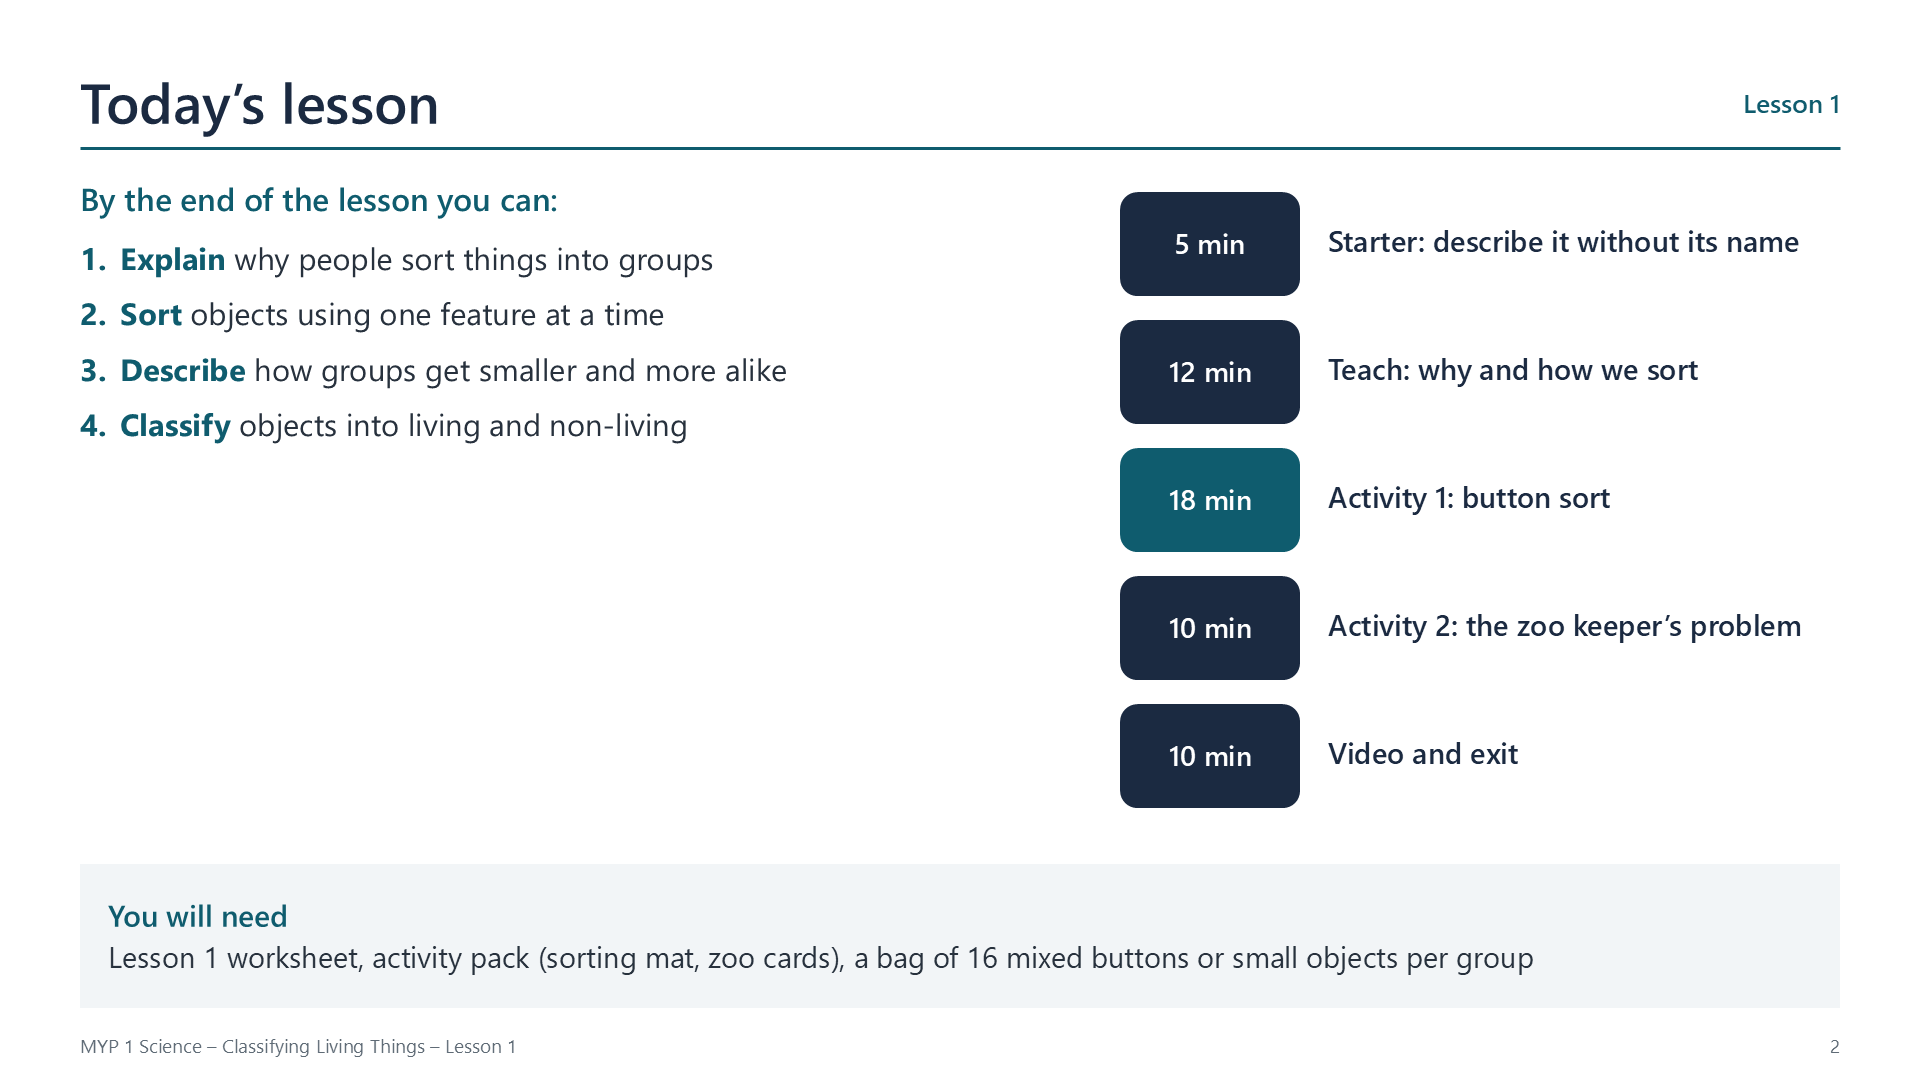 Today’s lesson
Lesson 1
By the end of the lesson you can:
1. Explain why people sort things into groups
2. Sort objects using one feature at a time
3. Describe how groups get smaller and more alike
4. Classify objects into living and non-living
5 min
Starter: describe it without its name
12 min
Teach: why and how we sort
18 min
Activity 1: button sort
10 min
Activity 2: the zoo keeper’s problem
10 min
Video and exit
You will need
Lesson 1 worksheet, activity pack (sorting mat, zoo cards), a bag of 16 mixed buttons or small objects per group
MYP 1 Science – Classifying Living Things – Lesson 1
2